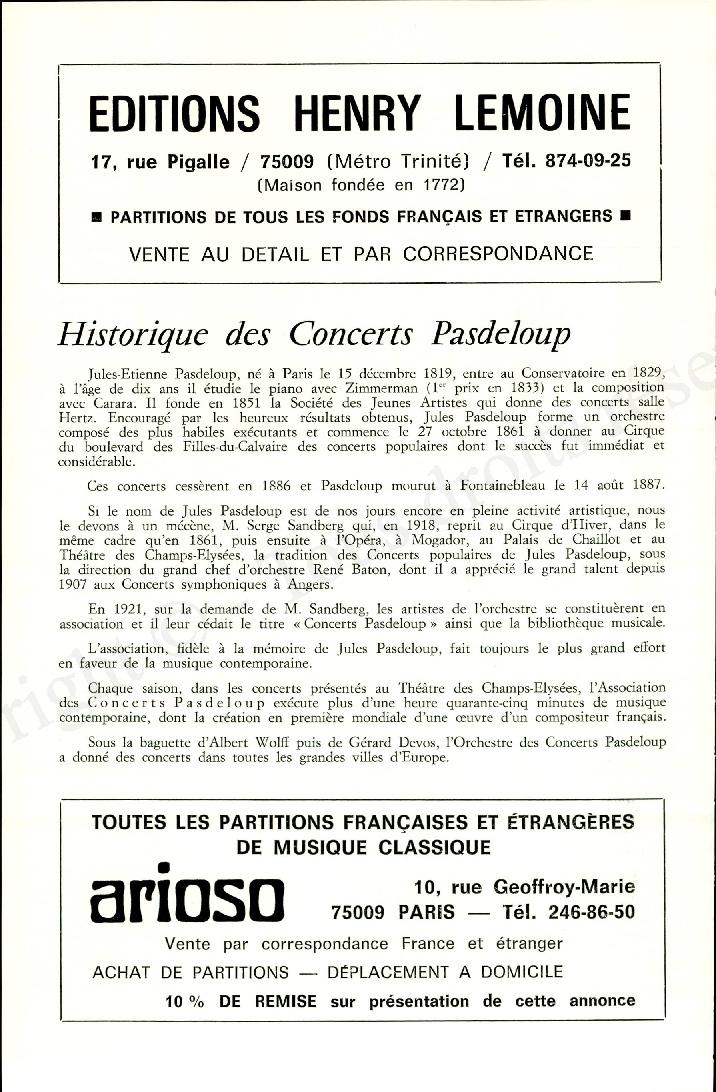 EDITIONS HENRY LEMOINE
17, rue Pigalle / 75009 (Métro Trinité) / Tél. 874-09-25
(Maison fondée en 1772)
■ PARTITIONS DE TOUS LES FONDS FRANÇAIS ET ETRANGERS ■
VENTE AU DETAIL ET PAR CORRESPONDANCE
Historique des Concerts Pasdeloup
Jules-Etienne Pasdeloup, né à Paris le 15 décembre 1819, entre au Conservatoire en 1829,
à l'âge de dix ans il étudie le piano avec Zimmerman (1er prix en 1833) et la composition
avec Carara. Il fonde en 1851 la Société des Jeunes Artistes qui donne des concerts salle
Hertz. Encouragé par les heureux résultats obtenus, Jules Pasdeloup forme un orchestre
composé des plus habiles exécutants et commence le 27 octobre 1861 à donner au Cirque
du boulevard des Filles-du-Calvaire des concerts populaires dont le succès fut immédiat et
considérable.
Ces concerts cessèrent en 1886 et Pasdeloup mourut à Fontainebleau le 14 août 1887.
Si le nom de Jules Pasdeloup est de nos jours encore en pleine activité artistique, nous
le devons à un mécène, M. Serge Sandberg qui, en 1918, reprit au Cirque d'Hiver, dans le
même cadre qu'en 1861, puis ensuite à l'Opéra, à Mogador, au Palais de Chaillot et au
Théâtre des Champs-Elysées, la tradition des Concerts populaires de Jules Pasdeloup, sous
la direction du grand chef d'orchestre René Baton, dont il a apprécié le grand talent depuis
1907 aux Concerts symphoniques à Angers.
En 1921, sur la demande de M. Sandberg, les artistes de l'orchestre se constituèrent en
association et il leur cédait le titre « Concerts Pasdeloup » ainsi que la bibliothèque musicale.
L'association, fidèle à la mémoire de Jules Pasdeloup, fait toujours le plus grand effort
en faveur de la musique contemporaine.
Chaque saison, dans les concerts présentés au Théâtre des Champs-Elysées, l'Association
des Concerts Pasdeloup exécute plus d'une heure quarante-cinq minutes de musique
contemporaine, dont la création en première mondiale d'une œuvre d'un compositeur français.
Sous la baguette d'Albert Wolff puis de Gérard Devos, l'Orchestre des Concerts Pasdeloup
a donné des concerts dans toutes les grandes villes d'Europe.
TOUTES LES PARTITIONS FRANÇAISES ET ÉTRANGÈRES
DE MUSIQUE CLASSIQUE
arioso
10, rue Geoffroy-Marie
75009 PARIS — Tél. 246-86-50
Vente par correspondance France et étranger
ACHAT DE PARTITIONS — DÉPLACEMENT A DOMICILE
10 % DE REMISE sur présentation de cette annonce